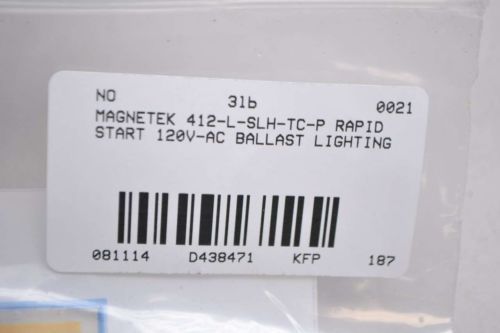 NO 3lb 0021
MAGNETEK 412-L-SLH-TC-P RAPID
START 120V-AC BALLAST LIGHTING
081114 D438471 KFP 187